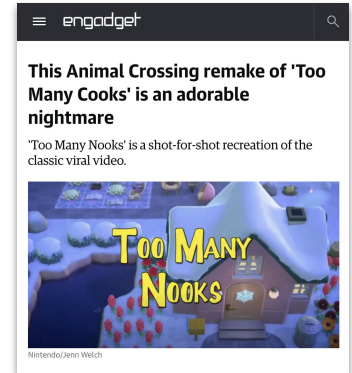 engadget
This Animal Crossing remake of 'Too
Many Cooks' is an adorable
nightmare
'Too Many Nooks' is a shot-for-shot recreation of the
classic viral video.
Too Many
Nooks
Nintendo/Jenn Welch